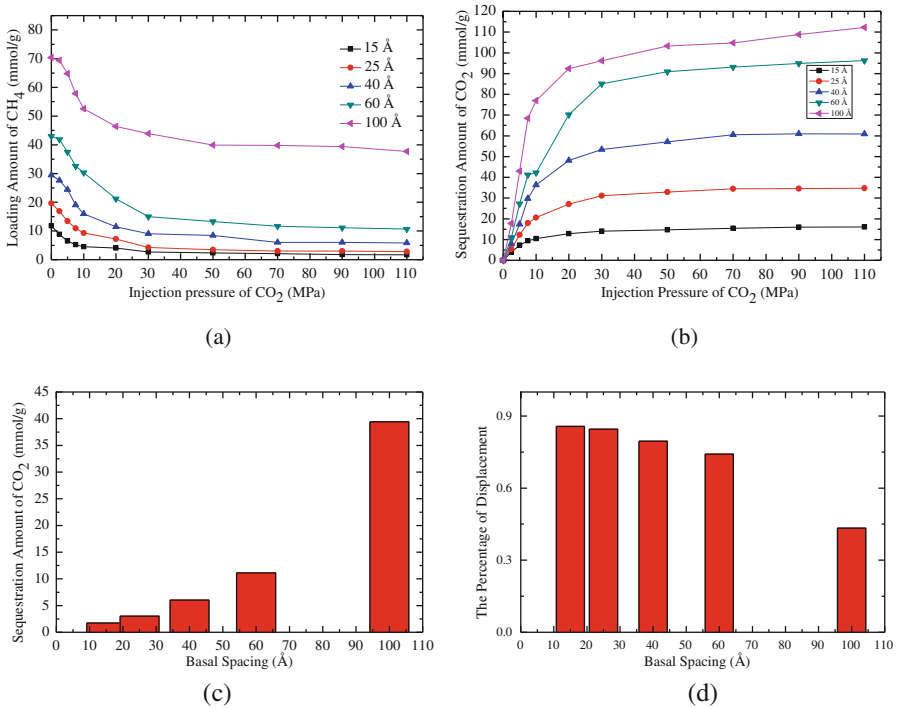 Loading Amount of CH4 (mmol/g)
85
80
70
60
50
40
30
20
10
0
15 Å
25 Å
40 Å
60 Å
100 Å
0 10 20 30 40 50 60 70 80 90 100 110
Injection pressure of CO2 (MPa)
(a)
Sequestration Amount of CO2 (mmol/g)
120
110
100
90
80
70
60
50
40
30
20
10
0
15 Å
25 Å
40 Å
60 Å
100 Å
0 10 20 30 40 50 60 70 80 90 100 110
Injection Pressure of CO2 (MPa)
(b)
Sequestration Amount of CO2 (mmol/g)
45
40
35
30
25
20
15
10
5
0
0 10 20 30 40 50 60 70 80 90 100 110
Basal Spacing (Å)
(c)
The Percentage of Displacement
0.9
0.6
0.3
0.0
0 10 20 30 40 50 60 70 80 90 100 110
Basal Spacing (Å)
(d)